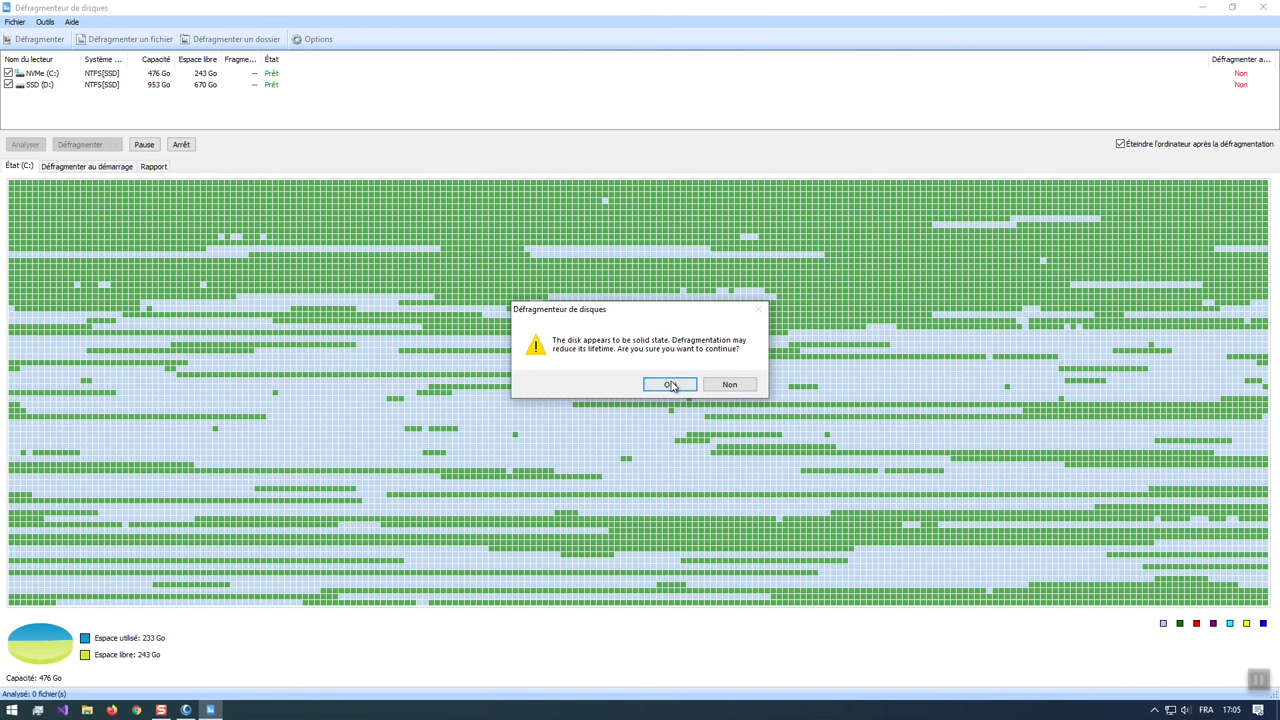 Défragmenteur de disques
Fichier Outils Aide
Défragmenter Défragmenter un fichier Défragmenter un dossier Options
Nom du lecteur Système ... Capacité Espace libre Fragme... État Défragmenter a...
NVMe (C:) NTFS[SSD] 476 Go 243 Go -- Prêt Non
SSD (D:) NTFS[SSD] 953 Go 670 Go -- Prêt Non
Analyser Défragmenter Pause Arrêt Éteindre l'ordinateur après la défragmentation
État (C:) Défragmenter au démarrage Rapport
Défragmenteur de disques
The disk appears to be solid state. Defragmentation may
reduce its lifetime. Are you sure you want to continue?
Non
Espace utilisé: 233 Go
Espace libre: 243 Go
Capacité: 476 Go
Analysé: 0 fichier(s)
FRA 17:05